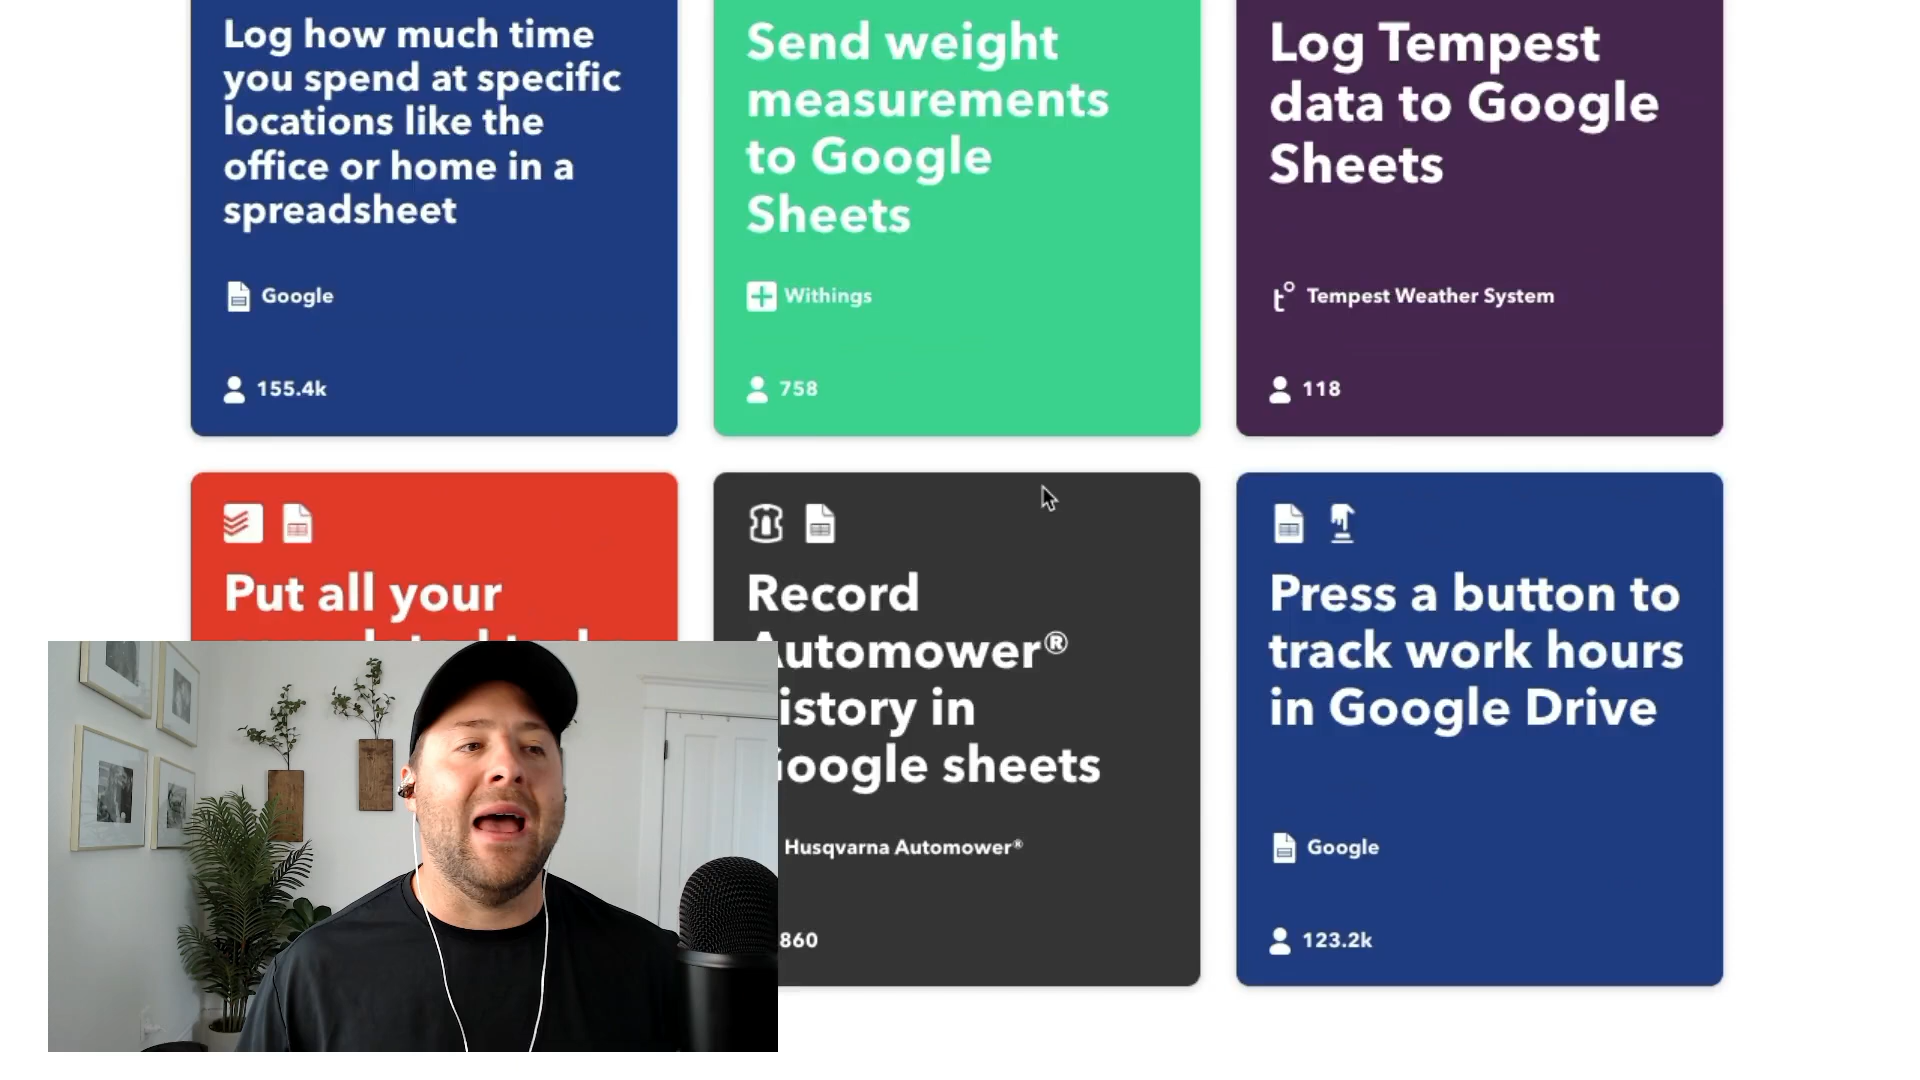 Log how much time
you spend at specific
locations like the
office or home in a
spreadsheet
Google
155.4k
Send weight
measurements
to Google
Sheets
Withings
758
Log Tempest
data to Google
Sheets
Tempest Weather System
118
Put all your
Record
Automower®
istory in
oogle sheets
Husqvarna Automower®
860
Press a button to
track work hours
in Google Drive
Google
123.2k